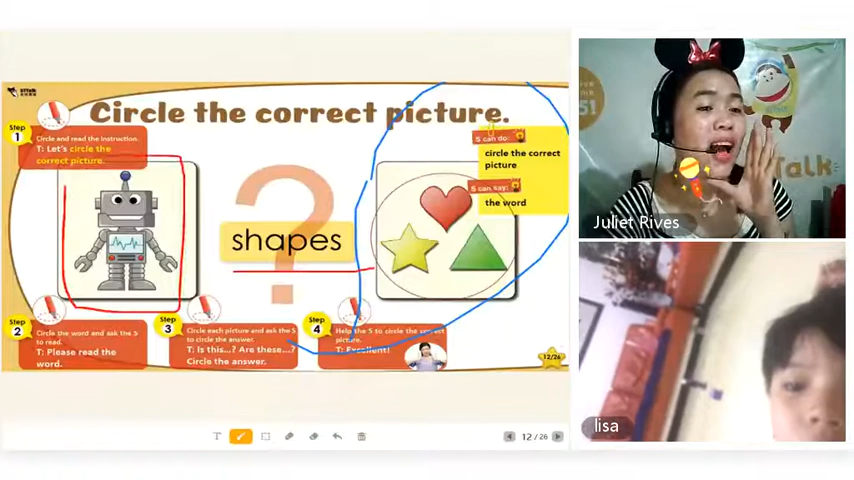 51Talk
Circle the correct picture.
Step
1
Circle and read the instruction.
T: Let's circle the
correct picture.
S can do:
circle the correct
picture
S can say:
the word
shapes
Step
2
Circle the word and ask the S
to read.
T: Please read the
word.
Step
3
Circle each picture and ask the S
to circle the answer.
T: Is this...? Are these...?
Circle the answer.
Step
4
Help the S to circle the correct
picture.
T: Excellent!
12/26
T
12 / 26
51
Talk
Juliet Rives
lisa